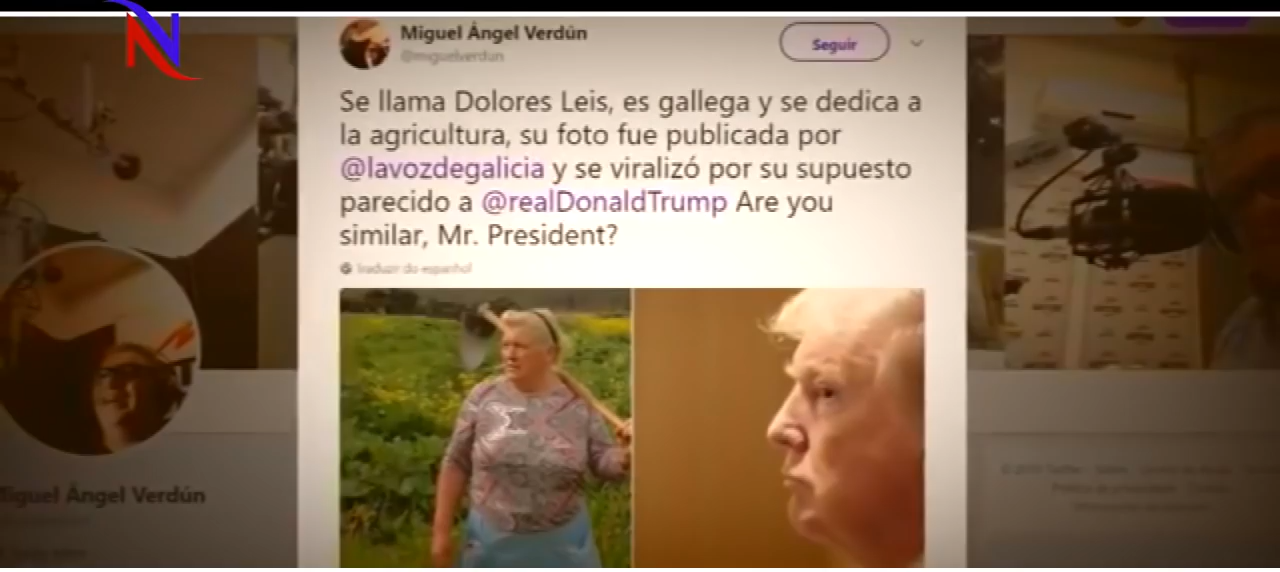 Miguel Ángel Verdún
@miguelverdun
Seguir
Se llama Dolores Leis, es gallega y se dedica a
la agricultura, su foto fue publicada por
@lavozdegalicia y se viralizó por su supuesto
parecido a @realDonaldTrump Are you
similar, Mr. President?
Traduzir do espanhol
Miguel Ángel Verdún